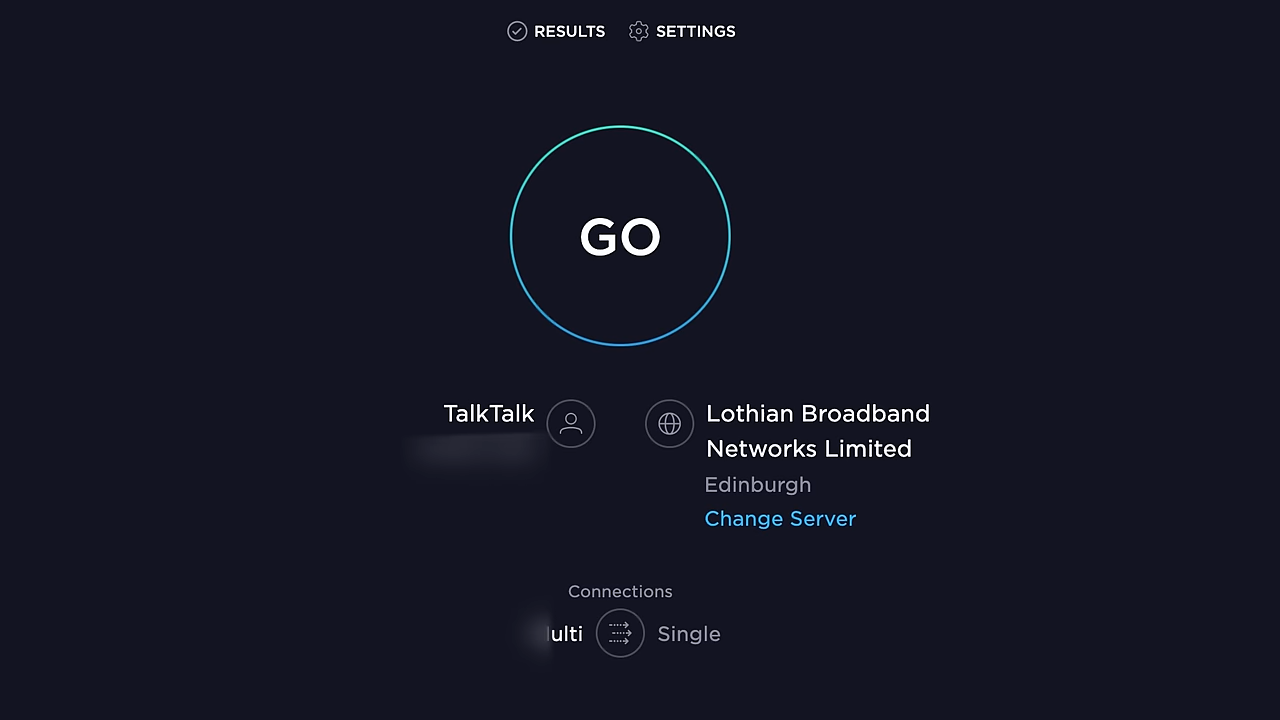 RESULTS SETTINGS
GO
TalkTalk
Lothian Broadband
Networks Limited
Edinburgh
Change Server
Connections
Single